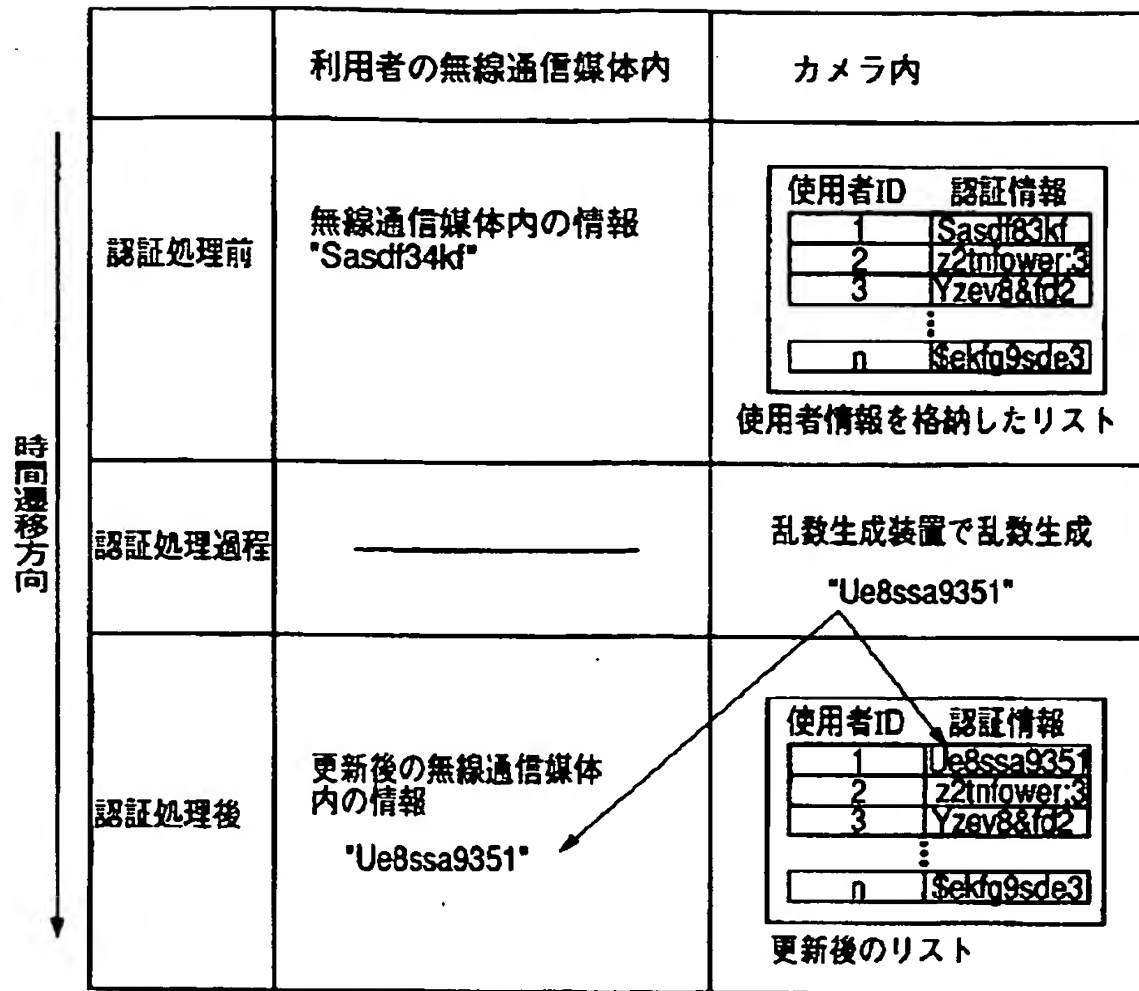 利用者の無線通信媒体内
カメラ内
時間遷移方向
認証処理前
無線通信媒体内の情報
"Sasdf34kf"
使用者ID 認証情報
1 Sasdf83kf
2 z2tnfower:3
3 Yzev8&fd2
n $ekfg9sde3
使用者情報を格納したリスト
認証処理過程
乱数生成装置で乱数生成
"Ue8ssa9351"
認証処理後
更新後の無線通信媒体
内の情報
"Ue8ssa9351"
使用者ID 認証情報
1 Ue8ssa9351
2 z2tnfower:3
3 Yzev8&fd2
n $ekfg9sde3
更新後のリスト